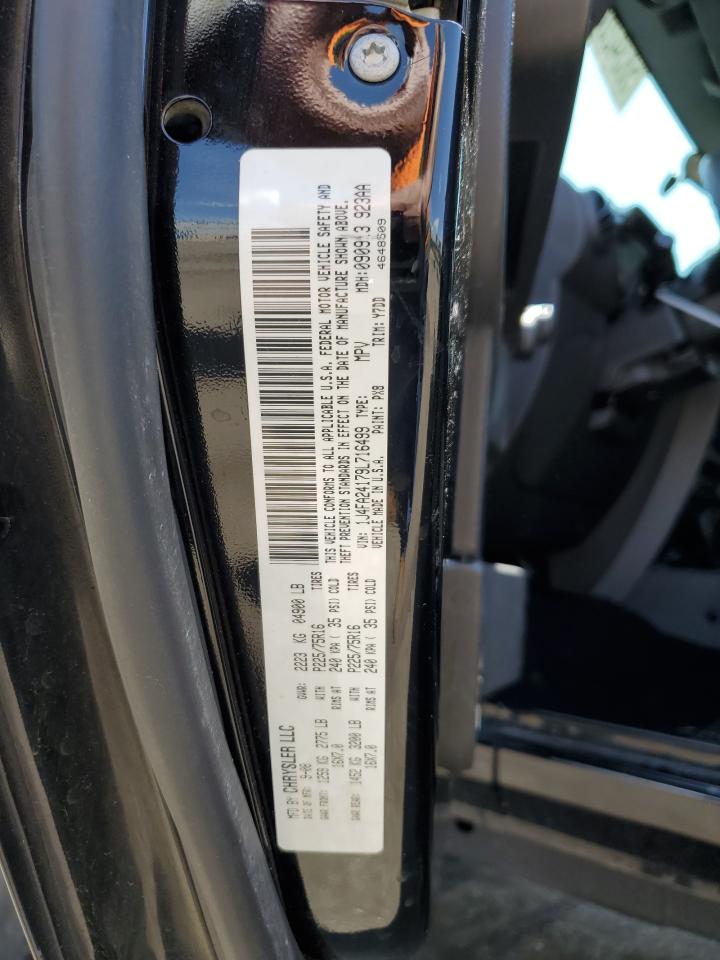 MFD BY CHRYSLER LLC
DATE OF MFR: 9-08 GVWR: 2223 KG 04900 LB
GAWR FRONT: 1259 KG 2775 LB WITH P225/75R16 TIRES
16X7.0 RIMS AT 240 KPA ( 35 PSI) COLD
GAWR REAR: 1452 KG 3200 LB WITH P225/75R16 TIRES
16X7.0 RIMS AT 240 KPA ( 35 PSI) COLD
THIS VEHICLE CONFORMS TO ALL APPLICABLE U.S.A. FEDERAL MOTOR VEHICLE SAFETY AND
THEFT PREVENTION STANDARDS IN EFFECT ON THE DATE OF MANUFACTURE SHOWN ABOVE.
VIN: 1J4FA24179L716499 TYPE: MPV MDH:090913 923AA
VEHICLE MADE IN U.S.A. PAINT: PX8 TRIM: Y7DD 4648509